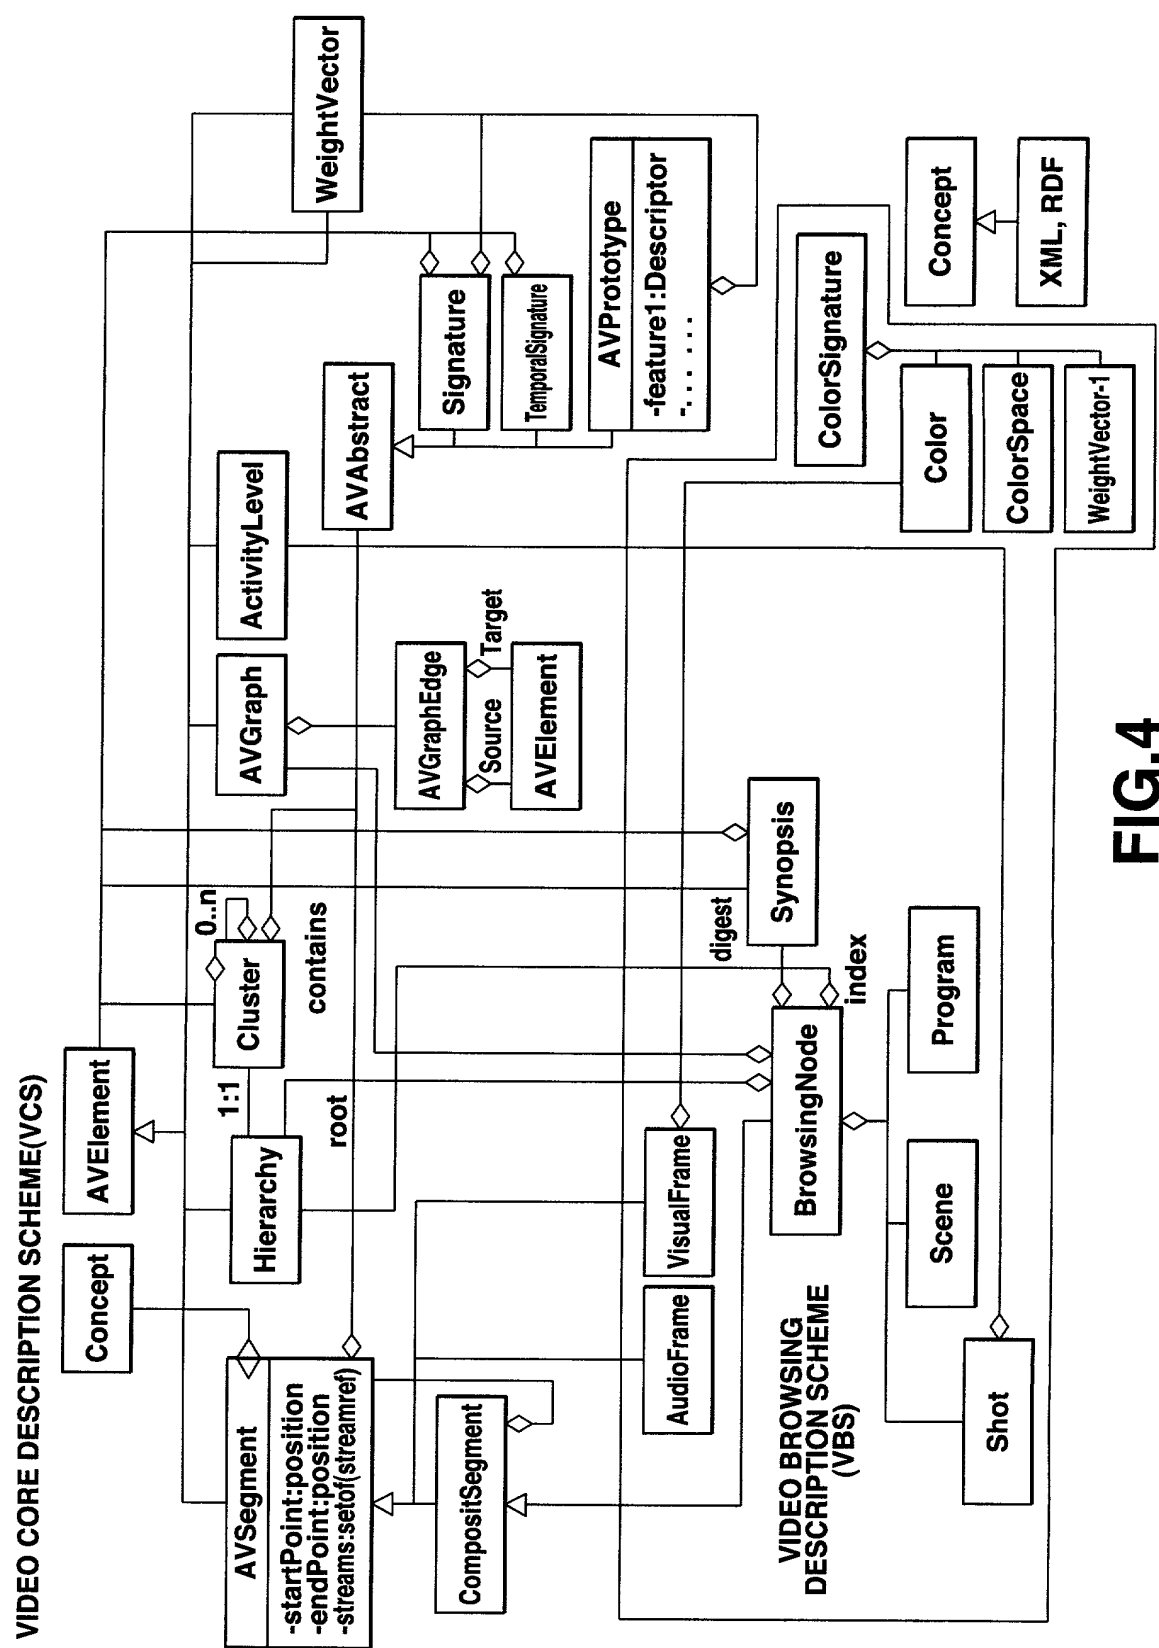 VIDEO CORE DESCRIPTION SCHEME(VCS)
Concept
AVElement
AVSegment
-startPoint:position
-endPoint:position
-streams:setof(streamref)
Hierarchy
1:1
Cluster
0..n
contains
root
AVGraph
ActivityLevel
WeightVector
AVAbstract
AVGraphEdge
Source
Target
AVElement
Signature
TemporalSignature
AVPrototype
-feature1:Descriptor
-... ...
CompositSegment
AudioFrame
VisualFrame
digest
Synopsis
index
BrowsingNode
VIDEO BROWSING
DESCRIPTION SCHEME
(VBS)
Shot
Scene
Program
ColorSignature
Color
ColorSpace
WeightVector-1
Concept
XML, RDF
FIG.4